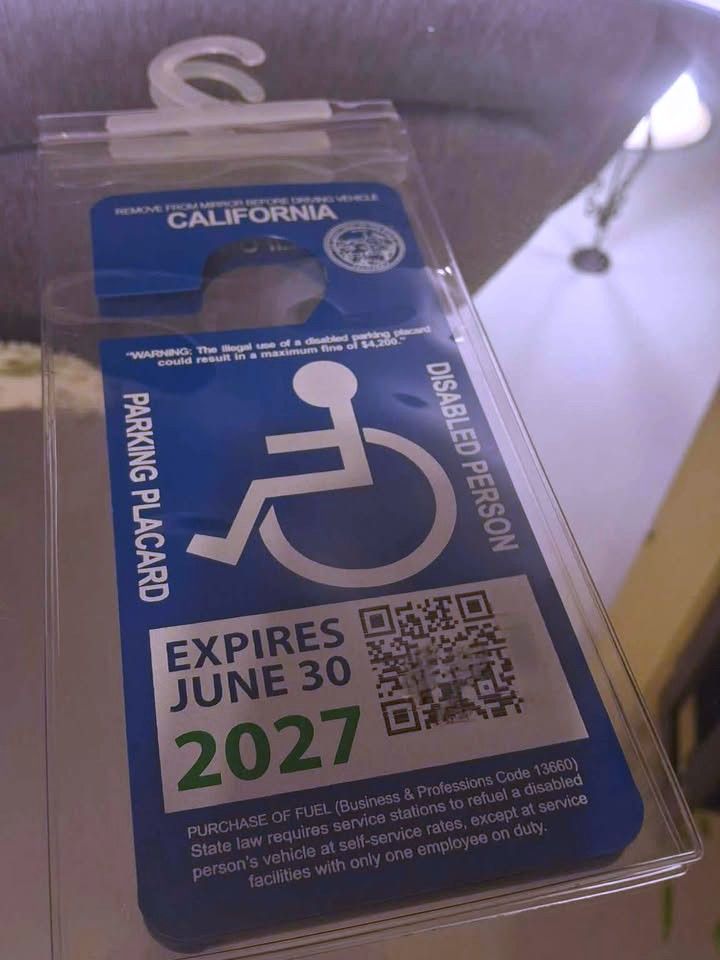 REMOVE FROM MIRROR BEFORE DRIVING VEHICLE
CALIFORNIA
"WARNING: The illegal use of a disabled parking placard
could result in a maximum fine of $4,200."
PARKING PLACARD
DISABLED PERSON
EXPIRES
JUNE 30
2027
PURCHASE OF FUEL (Business & Professions Code 13660)
State law requires service stations to refuel a disabled
person's vehicle at self-service rates, except at service
facilities with only one employee on duty.